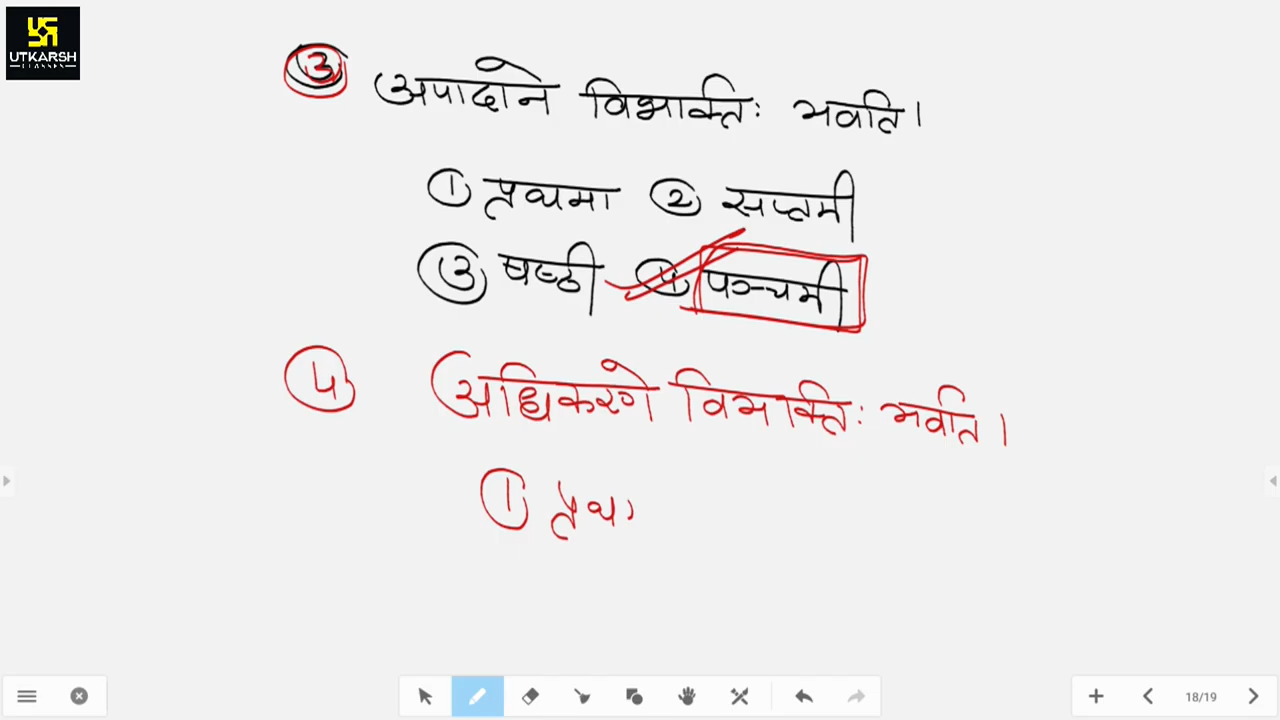 UTKARSH
CLASSES
③ अपादाने विभक्तिः भवति।
① प्रथमा ② सप्तमी
③ षष्ठी ④ पञ्चमी
④ अधिकरणे विभक्तिः भवति।
① प्रथ
18/19